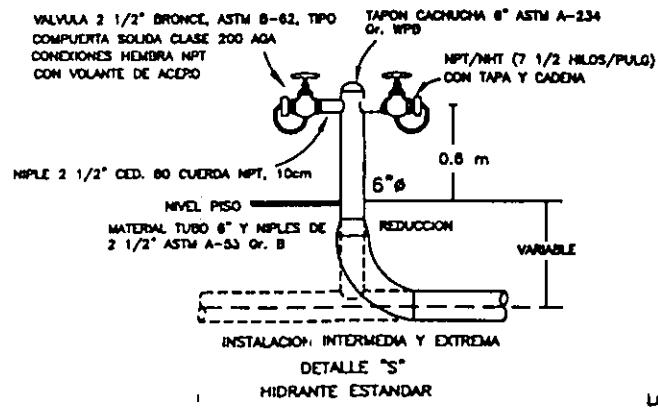 VALVULA 2 1/2" BRONCE, ASTM B-62, TIPO
COMPUERTA SOLIDA CLASE 200 AGA
CONEXIONES HEMBRA NPT
CON VOLANTE DE ACERO
TAPON CACHUCHA 6" ASTM A-234
Gr. WPB
NPT/NHT (7 1/2 HILOS/PULG)
CON TAPA Y CADENA
0.6 m
NIPLE 2 1/2" CED. 80 CUERDA NPT, 10cm
6"ø
NIVEL PISO
MATERIAL TUBO 6" Y NIPLES DE
2 1/2" ASTM A-53 Gr. B
REDUCCION
VARIABLE
INSTALACION INTERMEDIA Y EXTREMA
DETALLE "S"
HIDRANTE ESTANDAR